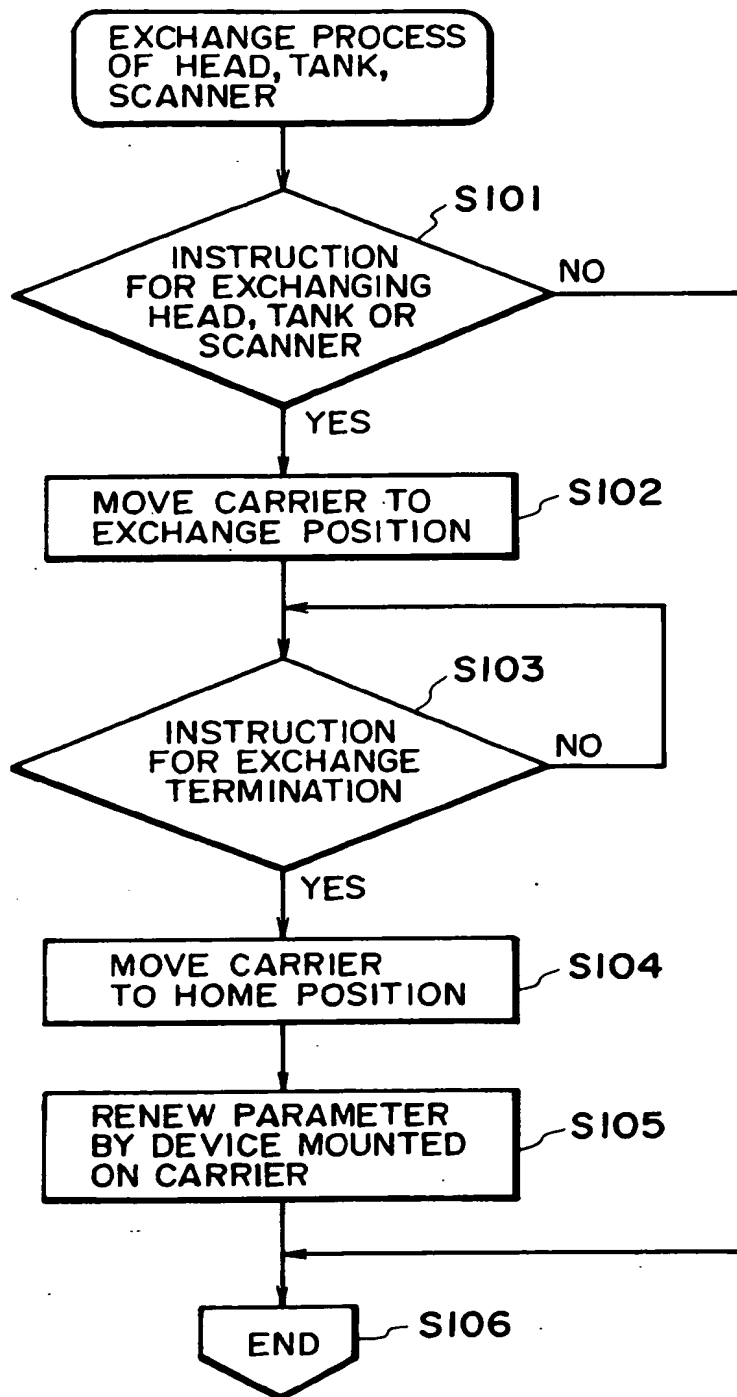 EXCHANGE PROCESS
OF HEAD, TANK,
SCANNER
S101
INSTRUCTION
FOR EXCHANGING
HEAD, TANK OR
SCANNER
NO
YES
MOVE CARRIER TO
EXCHANGE POSITION
S102
S103
INSTRUCTION
FOR EXCHANGE
TERMINATION
NO
YES
MOVE CARRIER
TO HOME POSITION
S104
RENEW PARAMETER
BY DEVICE MOUNTED
ON CARRIER
S105
END
S106